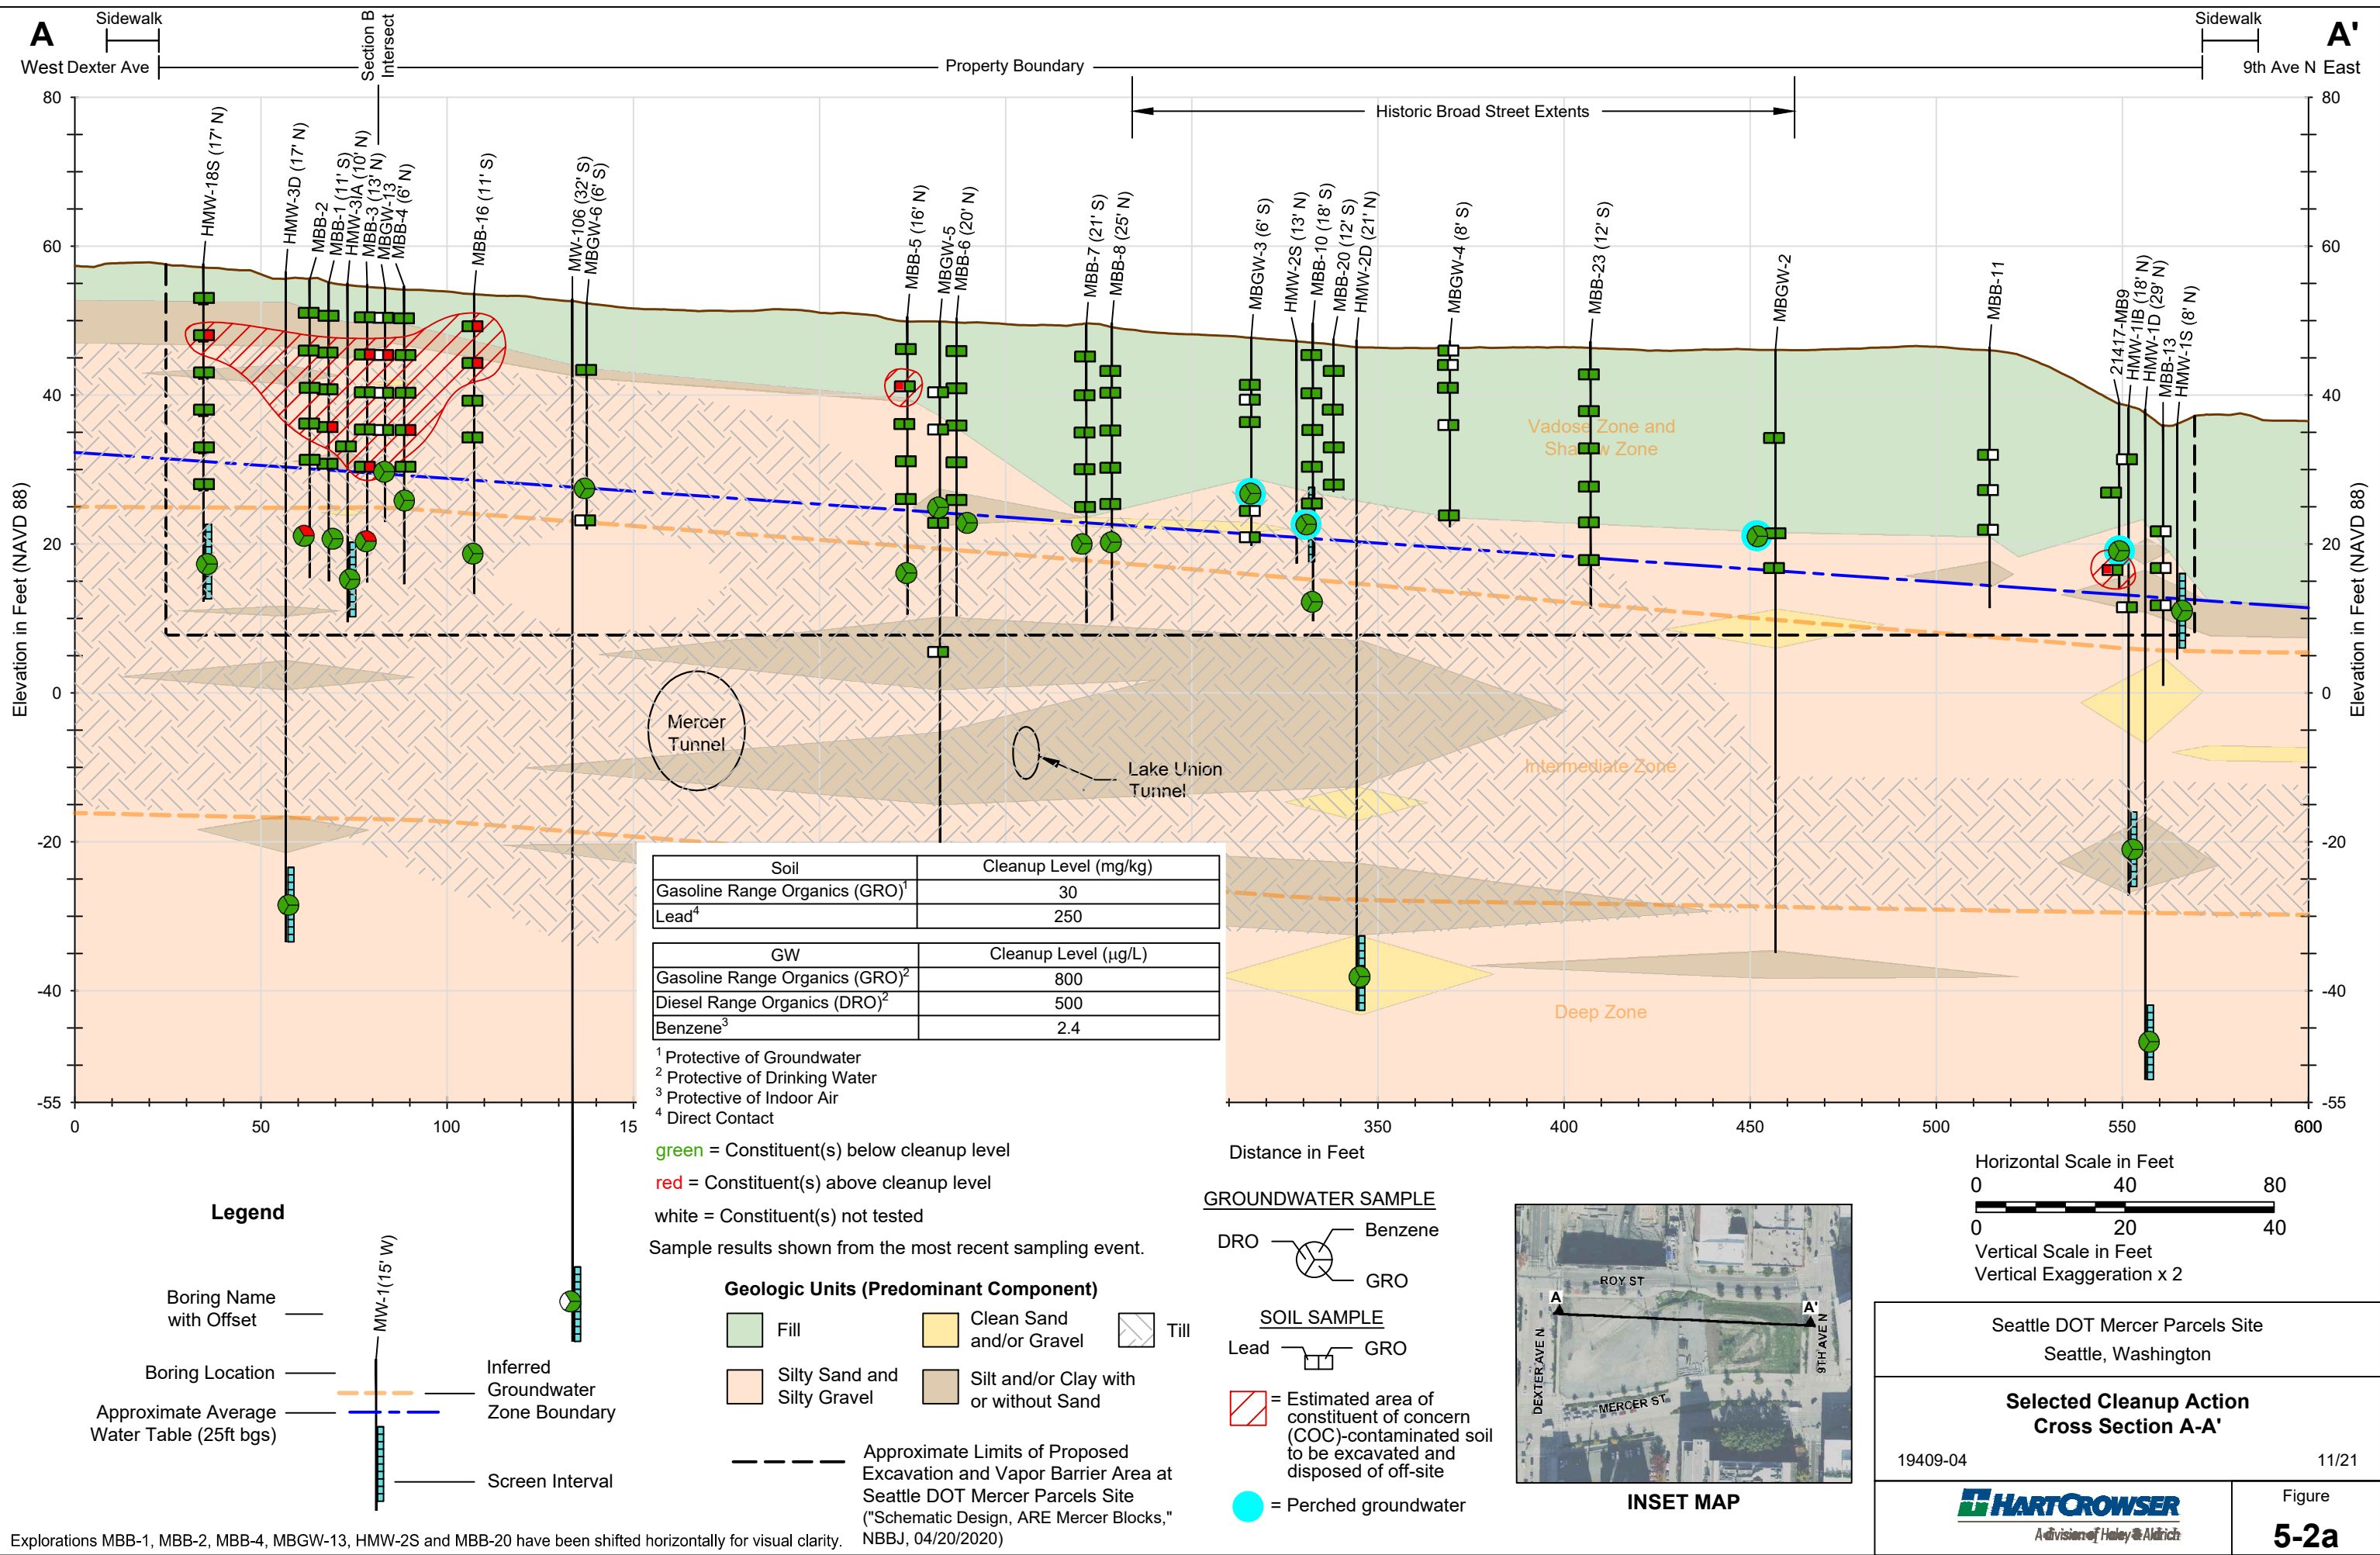 Sidewalk
Sidewalk
A
A'
Section B
Intersect
West Dexter Ave
Property Boundary
9th Ave N East
Historic Broad Street Extents
80
60
40
20
0
-20
-40
-55
Elevation in Feet (NAVD 88)
HMW-18S (17' N)
HMW-3D (17' N)
MBB-2
MBB-1 (11' S)
HMW-3IA (10' N)
MBB-3 (13' N)
MBGW-13
MBB-4 (6' N)
MBB-16 (11' S)
MW-106 (32' S)
MBGW-6 (6' S)
MBB-5 (16' N)
MBGW-5
MBB-6 (20' N)
MBB-7 (21' S)
MBB-8 (25' N)
MBGW-3 (6' S)
HMW-2S (13' N)
MBB-10 (18' S)
MBB-20 (12' S)
HMW-2D (21' N)
MBGW-4 (8' S)
MBB-23 (12' S)
MBGW-2
MBB-11
21417-MB9
HMW-1IB (18' N)
HMW-1D (29' N)
MBB-13
HMW-1S (8' N)
80
60
40
20
0
-20
-40
-55
Elevation in Feet (NAVD 88)
Vadose Zone and
Shallow Zone
Mercer
Tunnel
Lake Union
Tunnel
Intermediate Zone
Deep Zone
Soil Cleanup Level (mg/kg)
Gasoline Range Organics (GRO)1 30
Lead4 250
GW Cleanup Level (µg/L)
Gasoline Range Organics (GRO)2 800
Diesel Range Organics (DRO)2 500
Benzene3 2.4
1 Protective of Groundwater
2 Protective of Drinking Water
3 Protective of Indoor Air
4 Direct Contact
0 50 100 15 350 400 450 500 550 600
Distance in Feet
green = Constituent(s) below cleanup level
red = Constituent(s) above cleanup level
white = Constituent(s) not tested
Sample results shown from the most recent sampling event.
Legend
MW-1(15' W)
Boring Name
with Offset
Boring Location
Approximate Average
Water Table (25ft bgs)
Inferred
Groundwater
Zone Boundary
Screen Interval
Geologic Units (Predominant Component)
Fill
Clean Sand
and/or Gravel
Till
Silty Sand and
Silty Gravel
Silt and/or Clay with
or without Sand
Approximate Limits of Proposed
Excavation and Vapor Barrier Area at
Seattle DOT Mercer Parcels Site
("Schematic Design, ARE Mercer Blocks,"
NBBJ, 04/20/2020)
GROUNDWATER SAMPLE
DRO
Benzene
GRO
SOIL SAMPLE
Lead
GRO
= Estimated area of
constituent of concern
(COC)-contaminated soil
to be excavated and
disposed of off-site
= Perched groundwater
ROY ST
A
A'
DEXTER AVE N
9TH AVE N
MERCER ST
INSET MAP
Horizontal Scale in Feet
0 40 80
0 20 40
Vertical Scale in Feet
Vertical Exaggeration x 2
Seattle DOT Mercer Parcels Site
Seattle, Washington
Selected Cleanup Action
Cross Section A-A'
19409-04 11/21
HARTCROWSER
A division of Haley & Aldrich
Figure
5-2a
Explorations MBB-1, MBB-2, MBB-4, MBGW-13, HMW-2S and MBB-20 have been shifted horizontally for visual clarity.